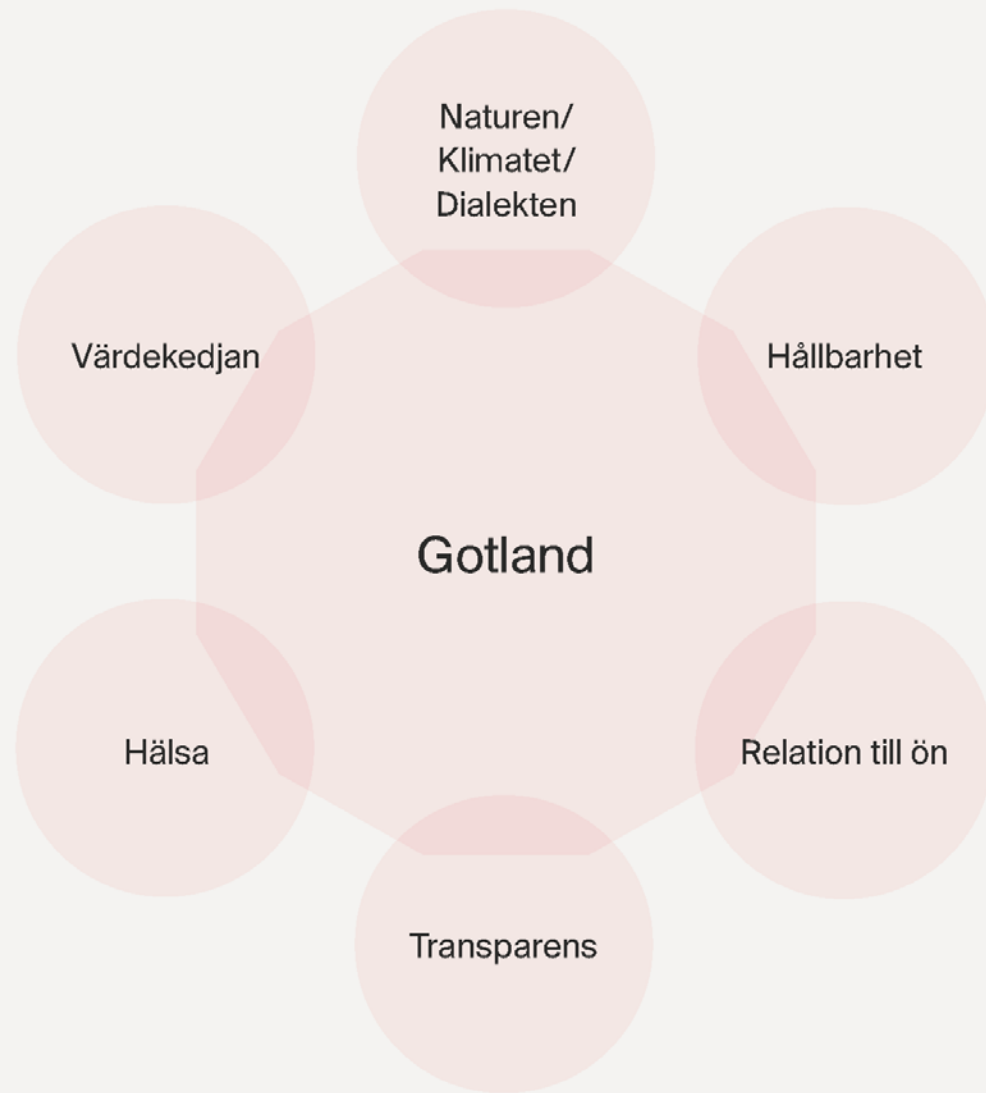 Naturen/
Klimatet/
Dialekten
Värdekedjan
Hållbarhet
Gotland
Hälsa
Relation till ön
Transparens